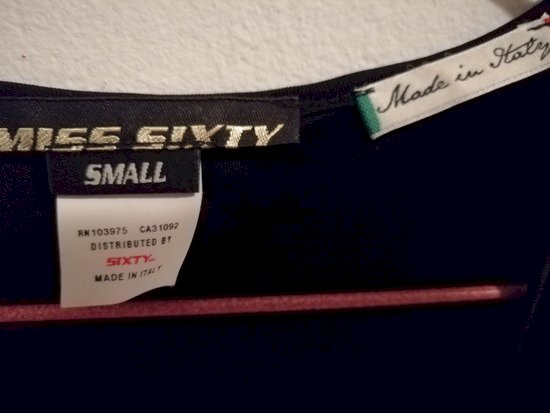 MISS SIXTY
Made in Italy
SMALL
RN103975 CA31092
DISTRIBUTED BY
SIXTY
MADE IN ITALY